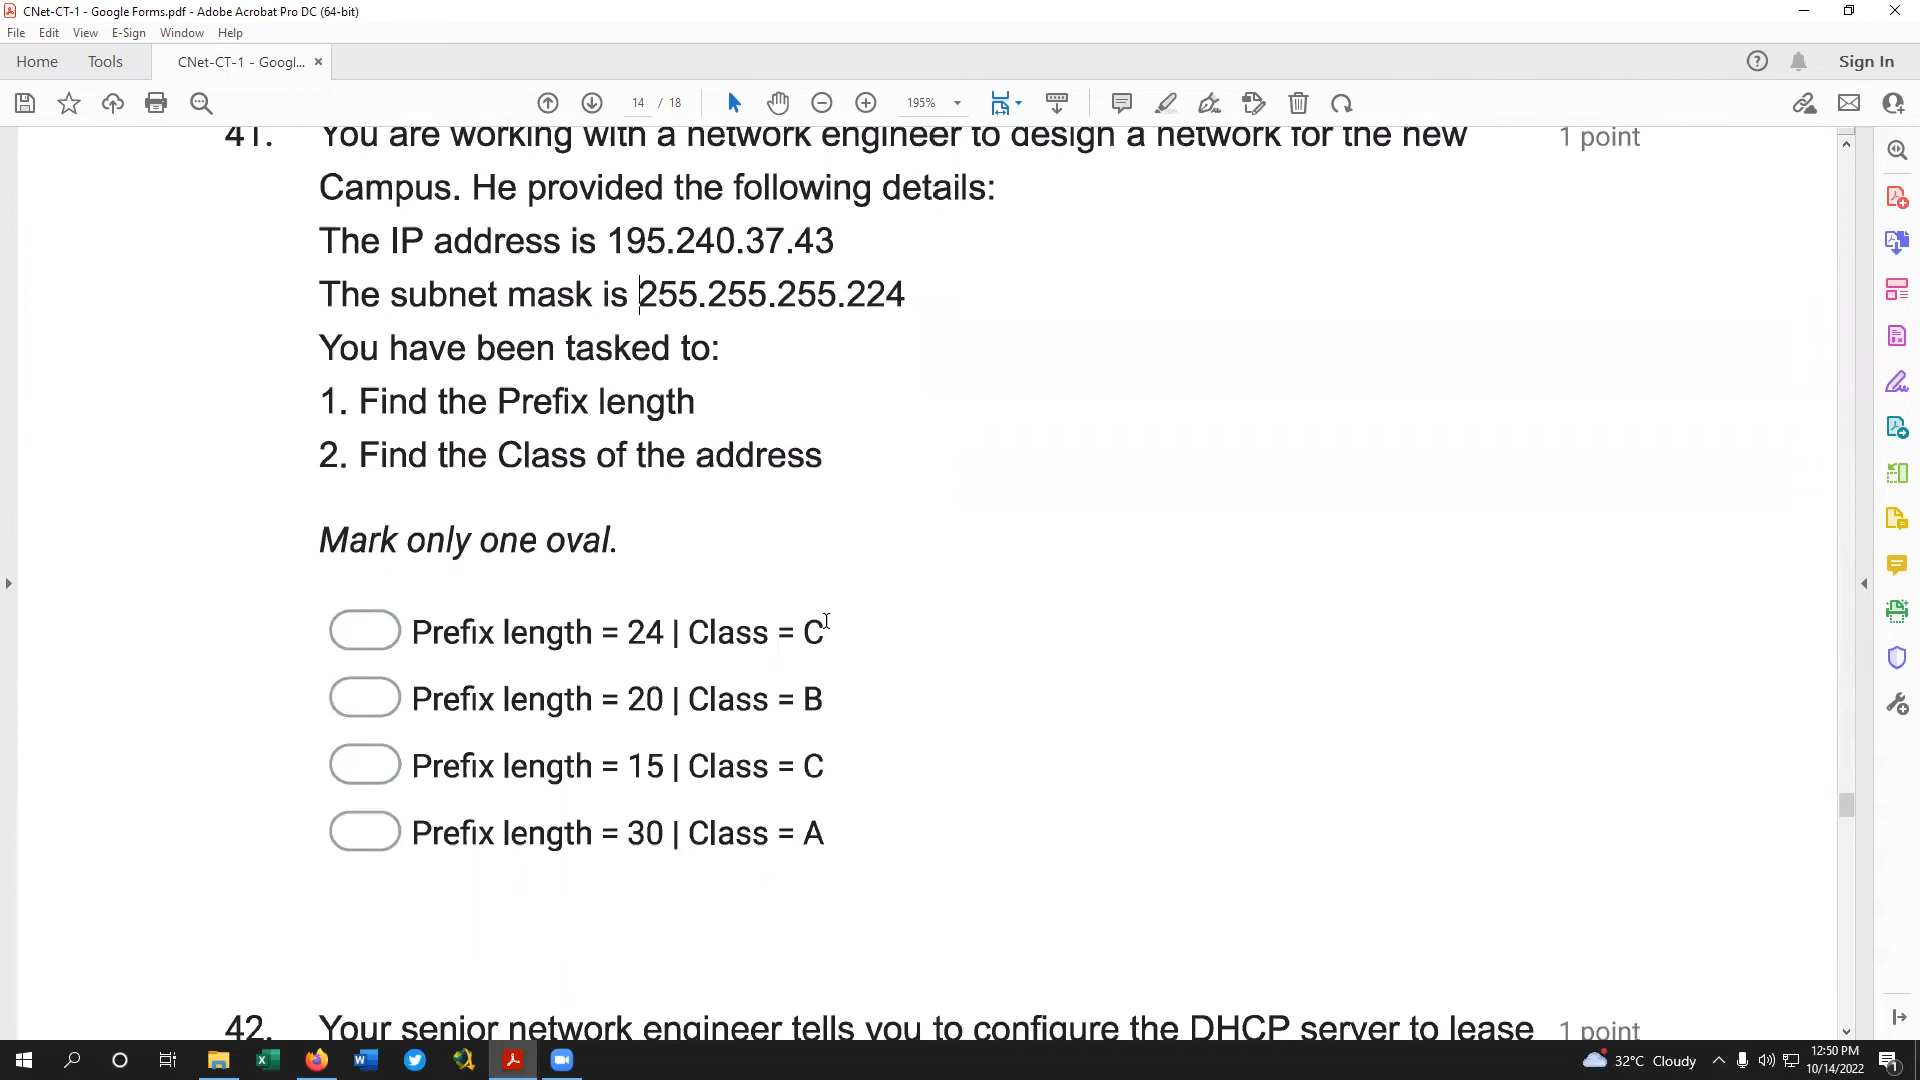 CNet-CT-1 - Google Forms.pdf - Adobe Acrobat Pro DC (64-bit)
File Edit View E-Sign Window Help
Home Tools CNet-CT-1 - Googl... × Sign In
14 / 18 195%
41. You are working with a network engineer to design a network for the new 1 point
Campus. He provided the following details:
The IP address is 195.240.37.43
The subnet mask is 255.255.255.224
You have been tasked to:
1. Find the Prefix length
2. Find the Class of the address
Mark only one oval.
Prefix length = 24 | Class = C
Prefix length = 20 | Class = B
Prefix length = 15 | Class = C
Prefix length = 30 | Class = A
42. Your senior network engineer tells you to configure the DHCP server to lease 1 point
32°C Cloudy
12:50 PM
10/14/2022
1